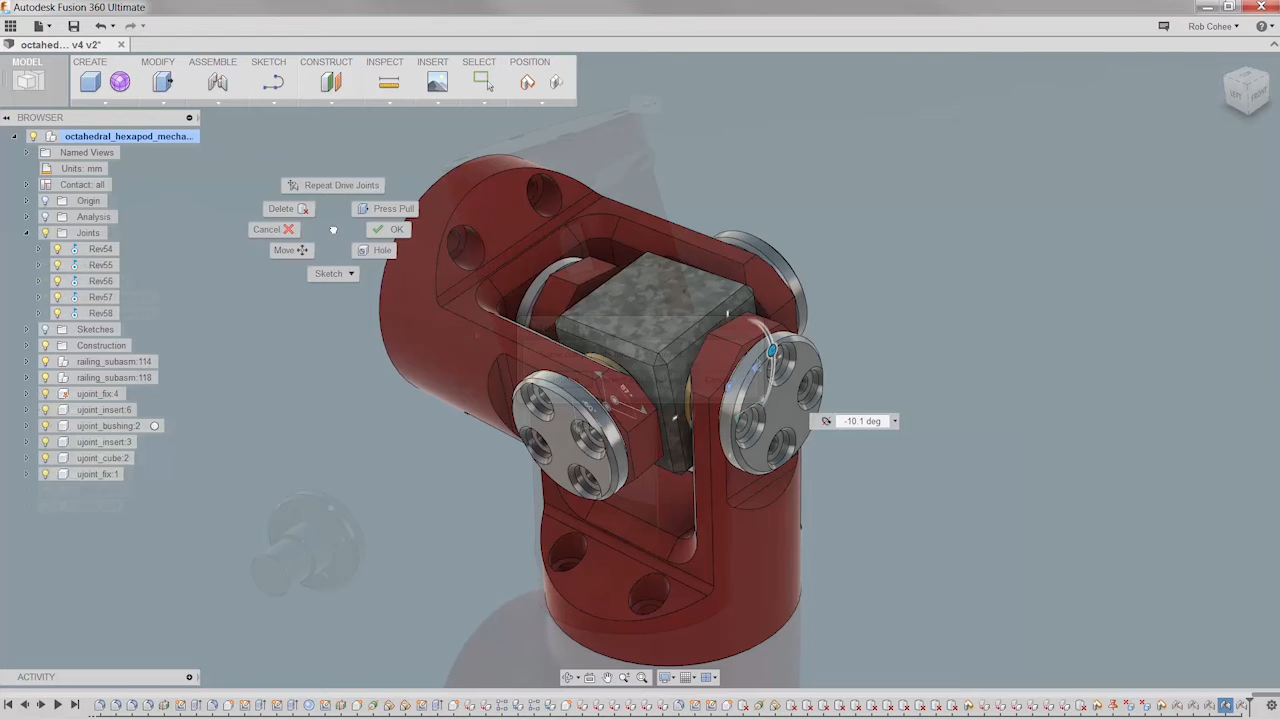 Autodesk Fusion 360 Ultimate
Rob Cohee
octahed... v4 v2*
MODEL
CREATE
MODIFY
ASSEMBLE
SKETCH
CONSTRUCT
INSPECT
INSERT
SELECT
POSITION
LEFT
FRONT
BROWSER
octahedral_hexapod_mecha...
Named Views
Units: mm
Contact: all
Origin
Analysis
Joints
Rev54
Rev55
Rev56
Rev57
Rev58
Sketches
Construction
railing_subasm:114
railing_subasm:118
ujoint_fix:4
ujoint_insert:6
ujoint_bushing:2
ujoint_insert:3
ujoint_cube:2
ujoint_fix:1
Repeat Drive Joints
Delete
Press Pull
Cancel
OK
Move
Hole
Sketch
-10.1 deg
ACTIVITY